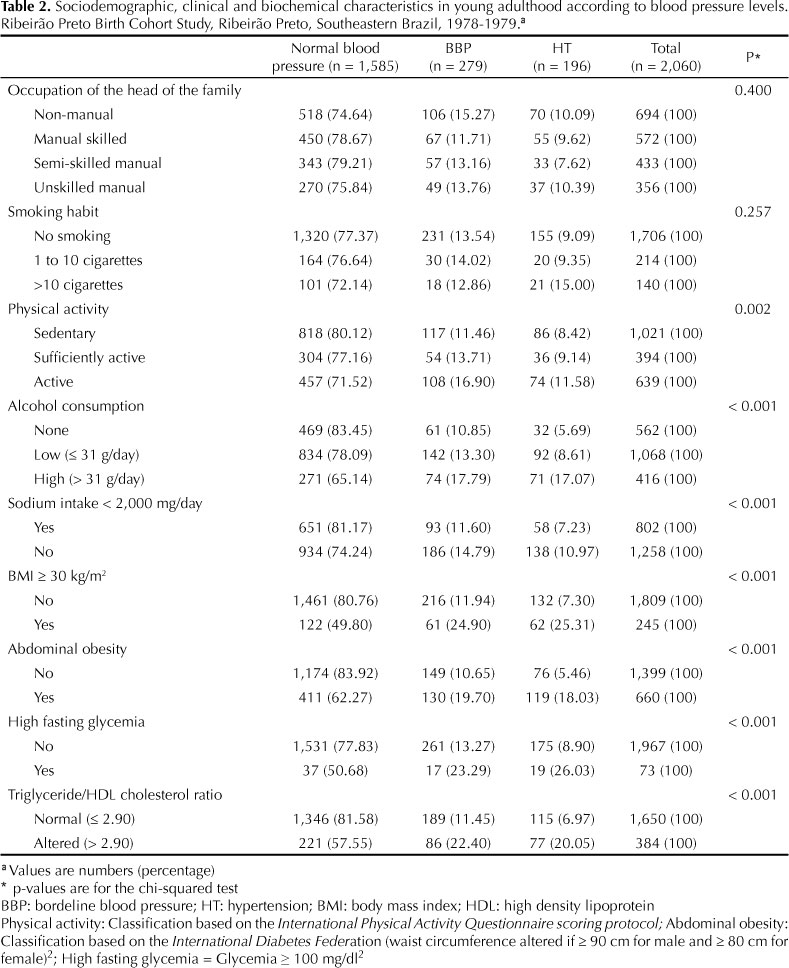 Table 2. Sociodemographic, clinical and biochemical characteristics in young adulthood according to blood pressure levels.
Ribeirão Preto Birth Cohort Study, Ribeirão Preto, Southeastern Brazil, 1978-1979.ª
Normal blood pressure (n = 1,585) BBP (n = 279) HT (n = 196) Total (n = 2,060) P*
Occupation of the head of the family 0.400
Non-manual 518 (74.64) 106 (15.27) 70 (10.09) 694 (100)
Manual skilled 450 (78.67) 67 (11.71) 55 (9.62) 572 (100)
Semi-skilled manual 343 (79.21) 57 (13.16) 33 (7.62) 433 (100)
Unskilled manual 270 (75.84) 49 (13.76) 37 (10.39) 356 (100)
Smoking habit 0.257
No smoking 1,320 (77.37) 231 (13.54) 155 (9.09) 1,706 (100)
1 to 10 cigarettes 164 (76.64) 30 (14.02) 20 (9.35) 214 (100)
>10 cigarettes 101 (72.14) 18 (12.86) 21 (15.00) 140 (100)
Physical activity 0.002
Sedentary 818 (80.12) 117 (11.46) 86 (8.42) 1,021 (100)
Sufficiently active 304 (77.16) 54 (13.71) 36 (9.14) 394 (100)
Active 457 (71.52) 108 (16.90) 74 (11.58) 639 (100)
Alcohol consumption < 0.001
None 469 (83.45) 61 (10.85) 32 (5.69) 562 (100)
Low (≤ 31 g/day) 834 (78.09) 142 (13.30) 92 (8.61) 1,068 (100)
High (> 31 g/day) 271 (65.14) 74 (17.79) 71 (17.07) 416 (100)
Sodium intake < 2,000 mg/day < 0.001
Yes 651 (81.17) 93 (11.60) 58 (7.23) 802 (100)
No 934 (74.24) 186 (14.79) 138 (10.97) 1,258 (100)
BMI ≥ 30 kg/m² < 0.001
No 1,461 (80.76) 216 (11.94) 132 (7.30) 1,809 (100)
Yes 122 (49.80) 61 (24.90) 62 (25.31) 245 (100)
Abdominal obesity < 0.001
No 1,174 (83.92) 149 (10.65) 76 (5.46) 1,399 (100)
Yes 411 (62.27) 130 (19.70) 119 (18.03) 660 (100)
High fasting glycemia < 0.001
No 1,531 (77.83) 261 (13.27) 175 (8.90) 1,967 (100)
Yes 37 (50.68) 17 (23.29) 19 (26.03) 73 (100)
Triglyceride/HDL cholesterol ratio < 0.001
Normal (≤ 2.90) 1,346 (81.58) 189 (11.45) 115 (6.97) 1,650 (100)
Altered (> 2.90) 221 (57.55) 86 (22.40) 77 (20.05) 384 (100)
ª Values are numbers (percentage)
* p-values are for the chi-squared test
BBP: bordeline blood pressure; HT: hypertension; BMI: body mass index; HDL: high density lipoprotein
Physical activity: Classification based on the International Physical Activity Questionnaire scoring protocol; Abdominal obesity:
Classification based on the International Diabetes Federation (waist circumference altered if ≥ 90 cm for male and ≥ 80 cm for
female)²; High fasting glycemia = Glycemia ≥ 100 mg/dl²